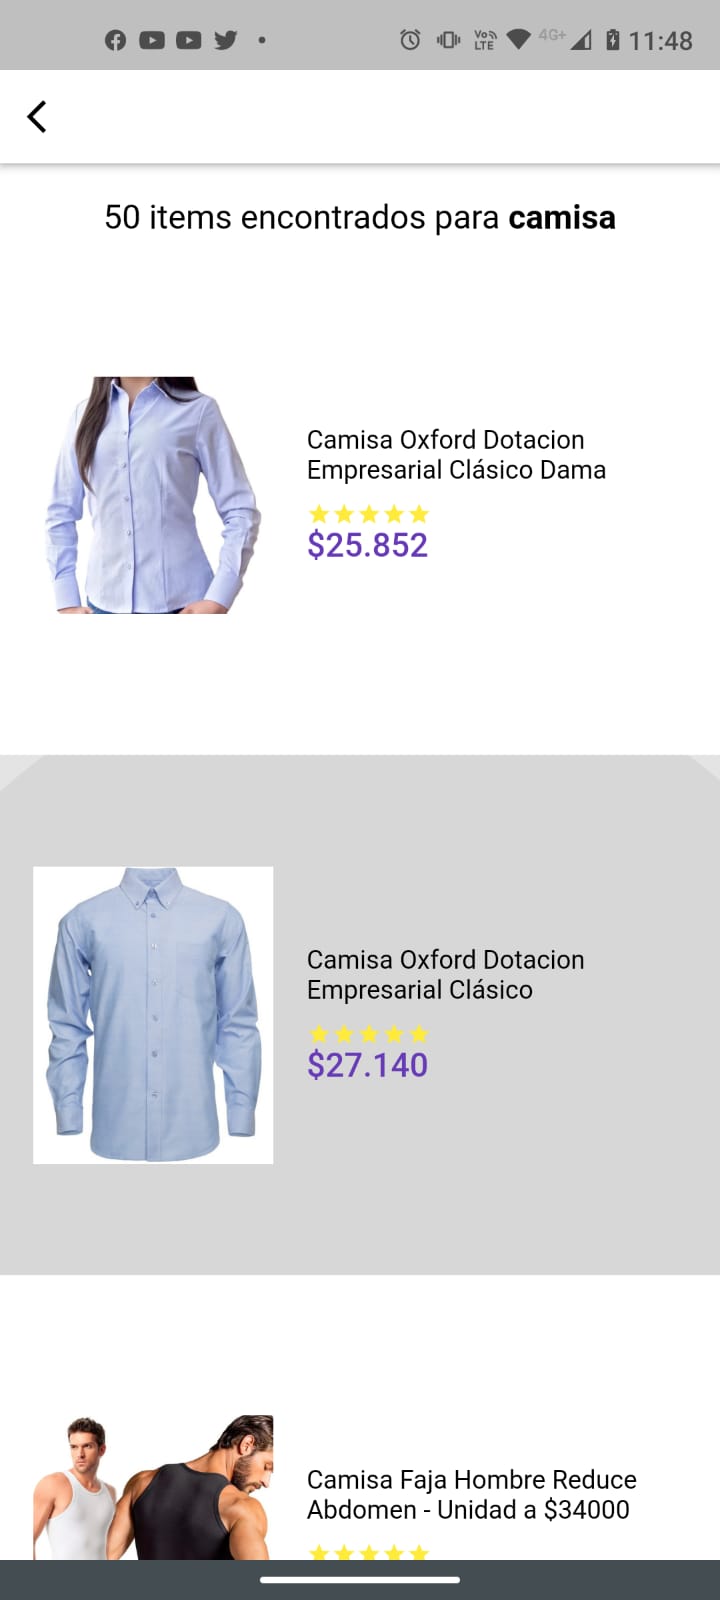 Vo LTE 4G+ 11:48
50 items encontrados para camisa
Camisa Oxford Dotacion
Empresarial Clásico Dama
$25.852
Camisa Oxford Dotacion
Empresarial Clásico
$27.140
Camisa Faja Hombre Reduce
Abdomen - Unidad a $34000